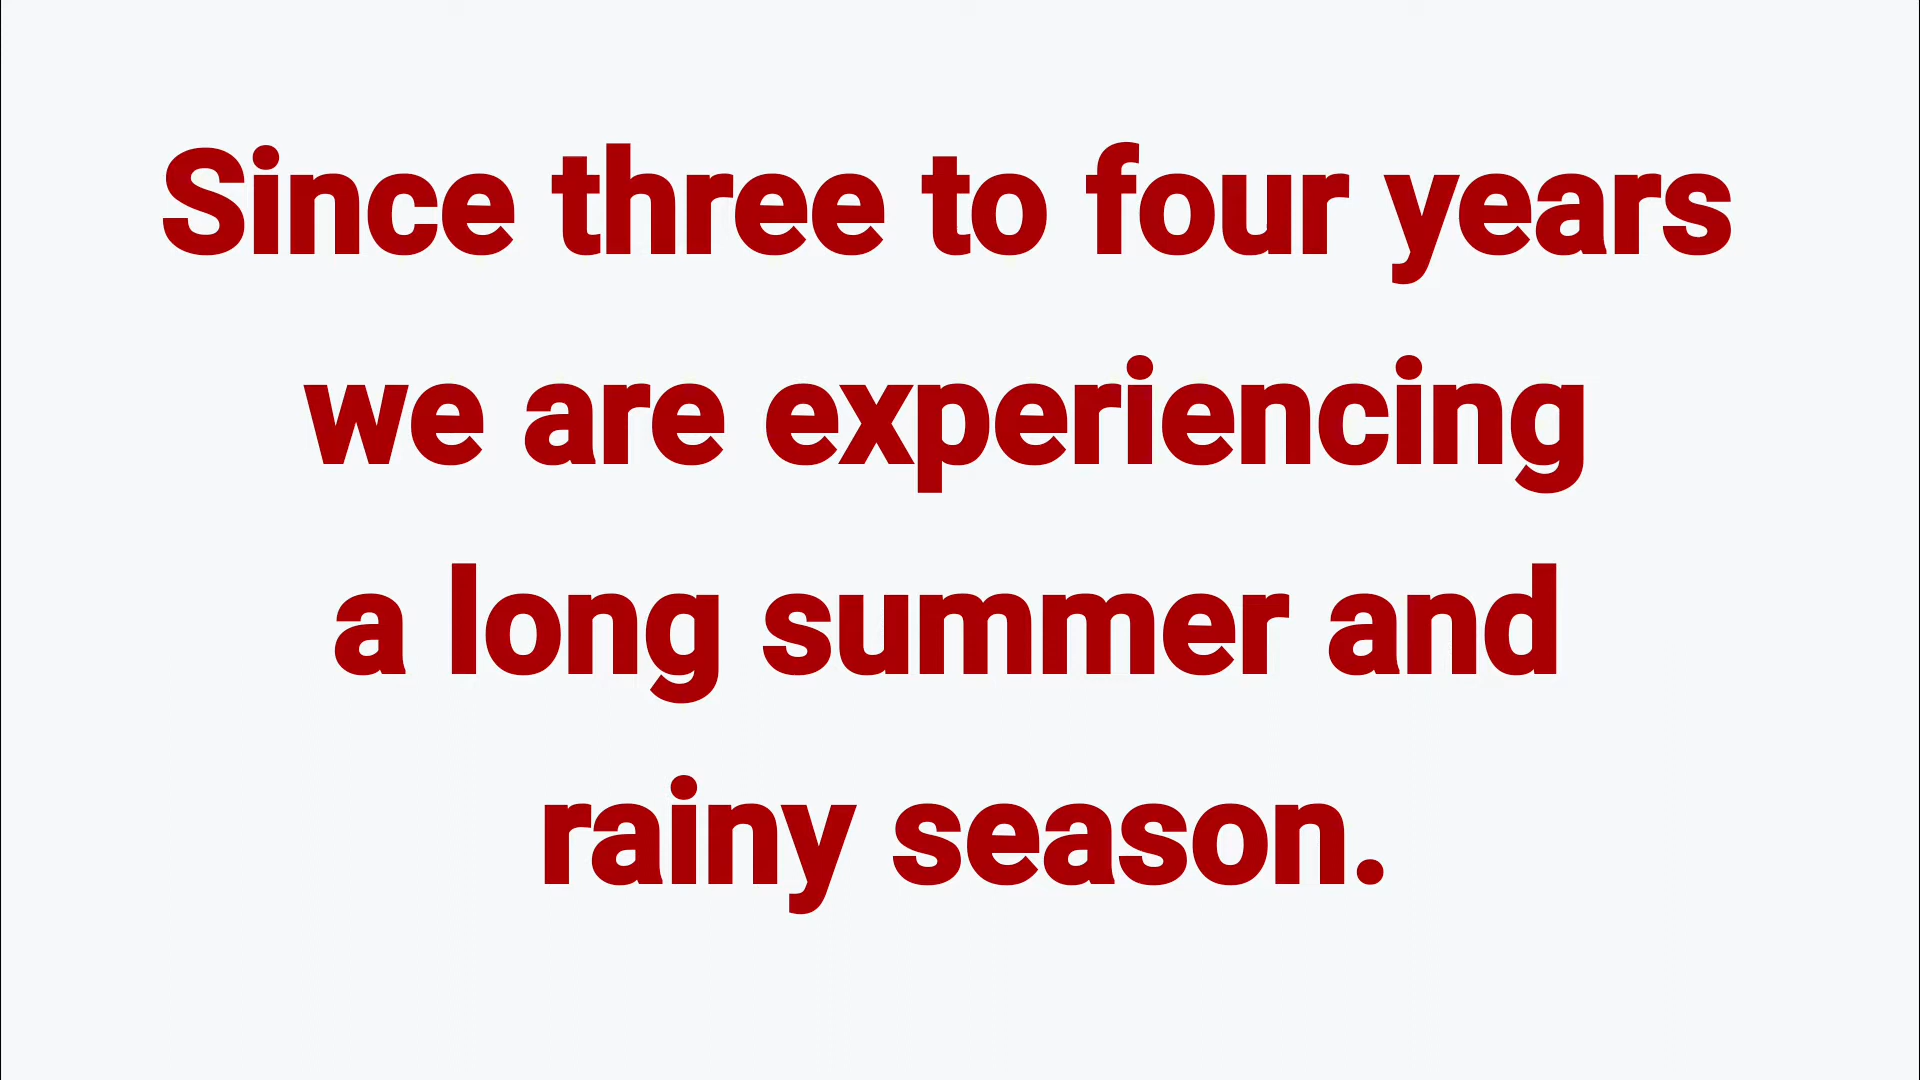 Since three to four years
we are experiencing
a long summer and
rainy season.